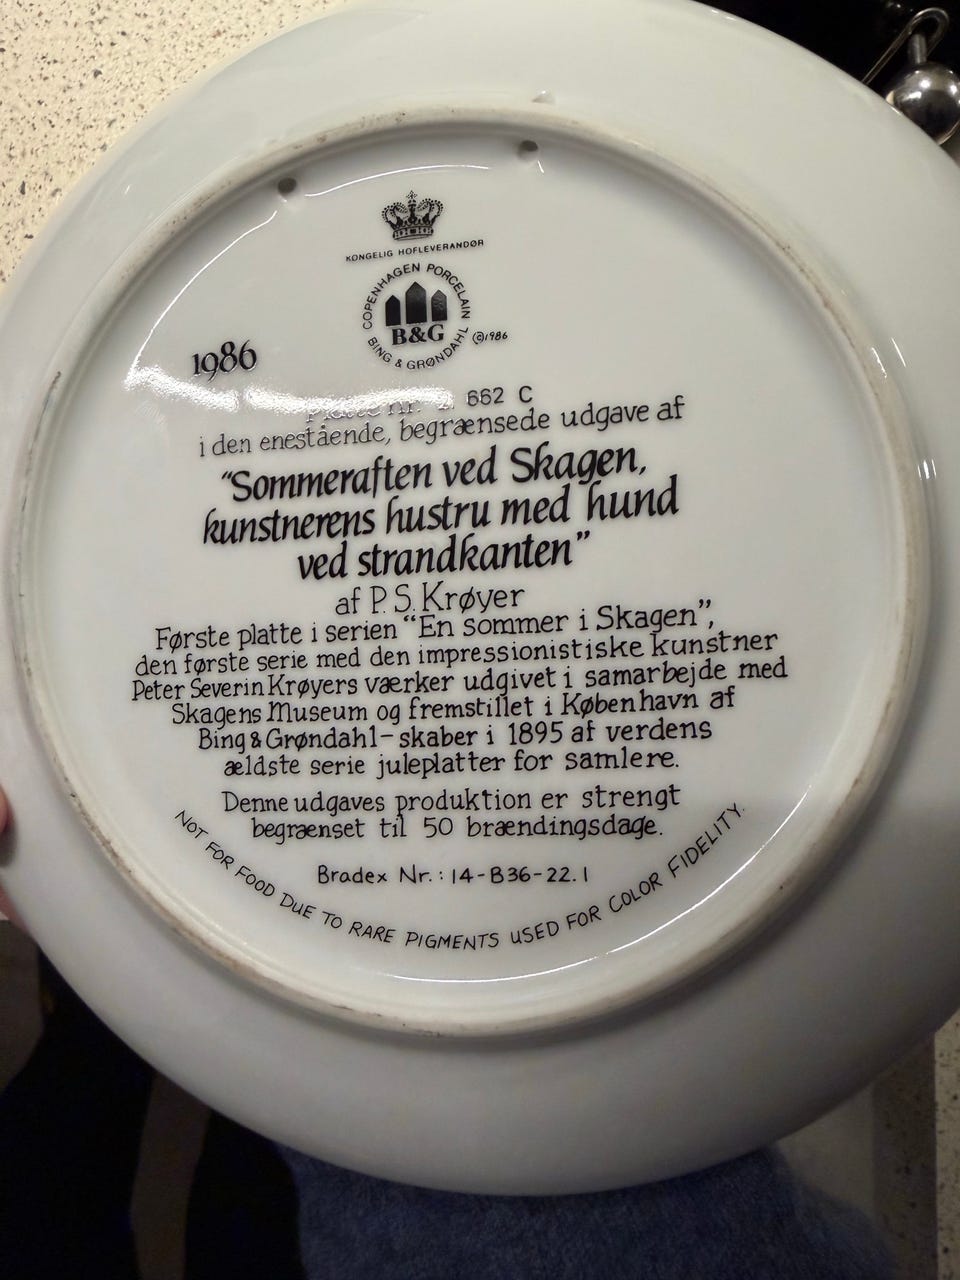 KONGELIG HOFLEVERANDØR
COPENHAGEN PORCELAIN
B&G
BING & GRØNDAHL
©1986
1986
Platte nr. 662 C
i den enestående, begrænsede udgave af
“Sommeraften ved Skagen,
kunstnerens hustru med hund
ved strandkanten”
af P.S. Krøyer
Første platte i serien “En sommer i Skagen”,
den første serie med den impressionistiske kunstner
Peter Severin Krøyers værker udgivet i samarbejde med
Skagens Museum og fremstillet i København af
Bing & Grøndahl – skaber i 1895 af verdens
ældste serie juleplatter for samlere.
Denne udgaves produktion er strengt
begrænset til 50 brændingsdage.
Bradex Nr.: 14-B36-22.1
NOT FOR FOOD DUE TO RARE PIGMENTS USED FOR COLOR FIDELITY.